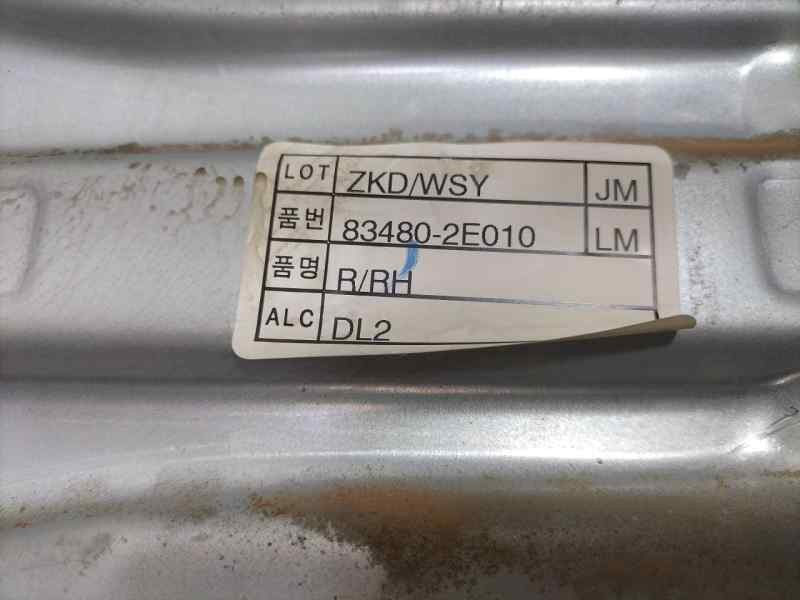 LOT ZKD/WSY JM
품번 83480-2E010 LM
품명 R/RH
ALC DL2